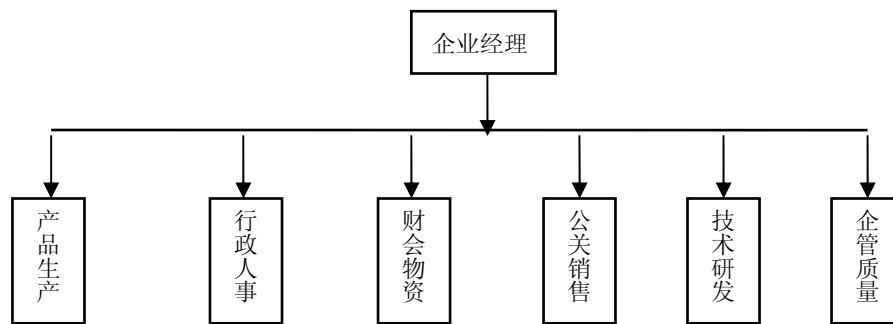 企业经理
产品生产
行政人事
财会物资
公关销售
技术研发
企管质量